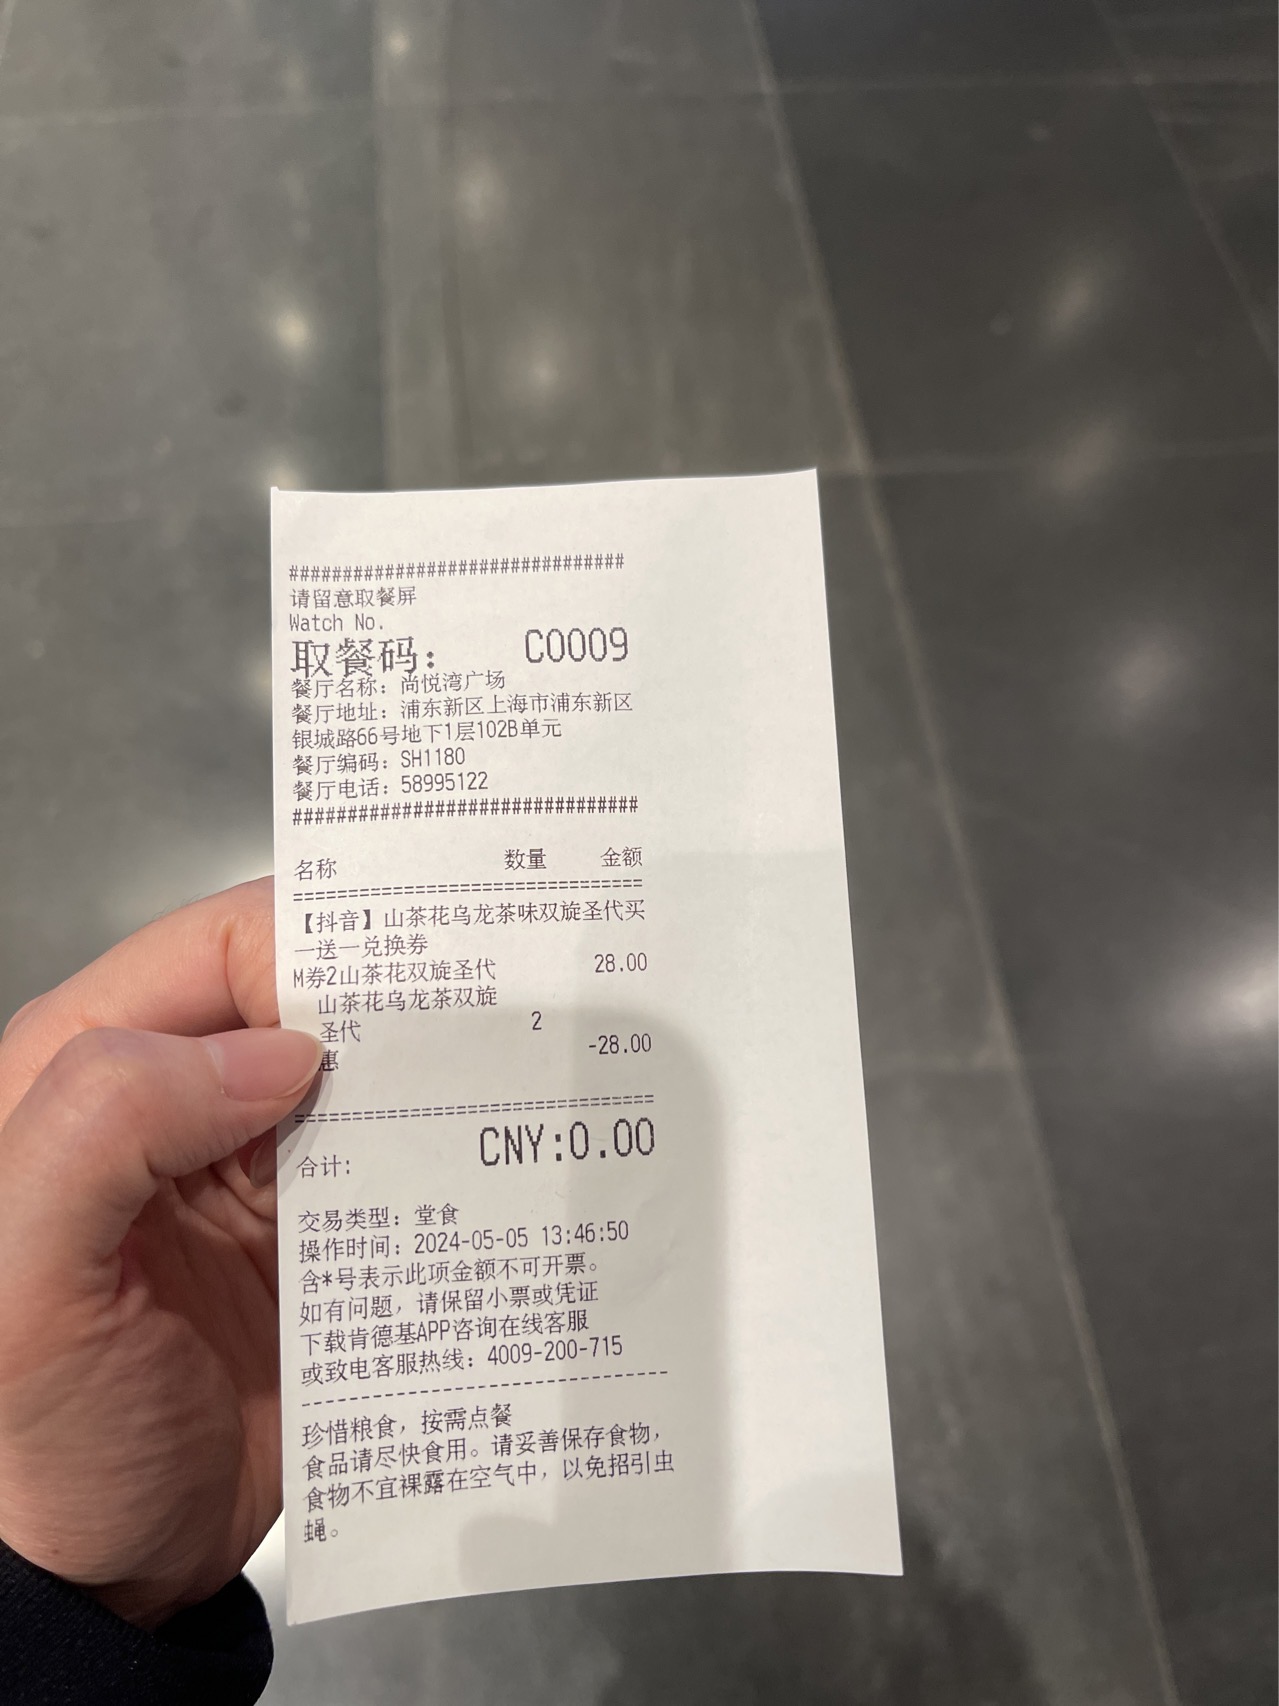 ###############################
请留意取餐屏
Watch No.
取餐码： C0009
餐厅名称：尚悦湾广场
餐厅地址：浦东新区上海市浦东新区
银城路66号地下1层102B单元
餐厅编码：SH1180
餐厅电话：58995122
###############################
名称 数量 金额
================================
【抖音】山茶花乌龙茶味双旋圣代买
一送一兑换券
M券2山茶花双旋圣代 28.00
山茶花乌龙茶双旋
圣代 2
惠 -28.00
================================
合计： CNY:0.00
交易类型：堂食
操作时间：2024-05-05 13:46:50
含*号表示此项金额不可开票。
如有问题，请保留小票或凭证
下载肯德基APP咨询在线客服
或致电客服热线：4009-200-715
--------------------------------
珍惜粮食，按需点餐
食品请尽快食用。请妥善保存食物，
食物不宜裸露在空气中，以免招引虫
蝇。